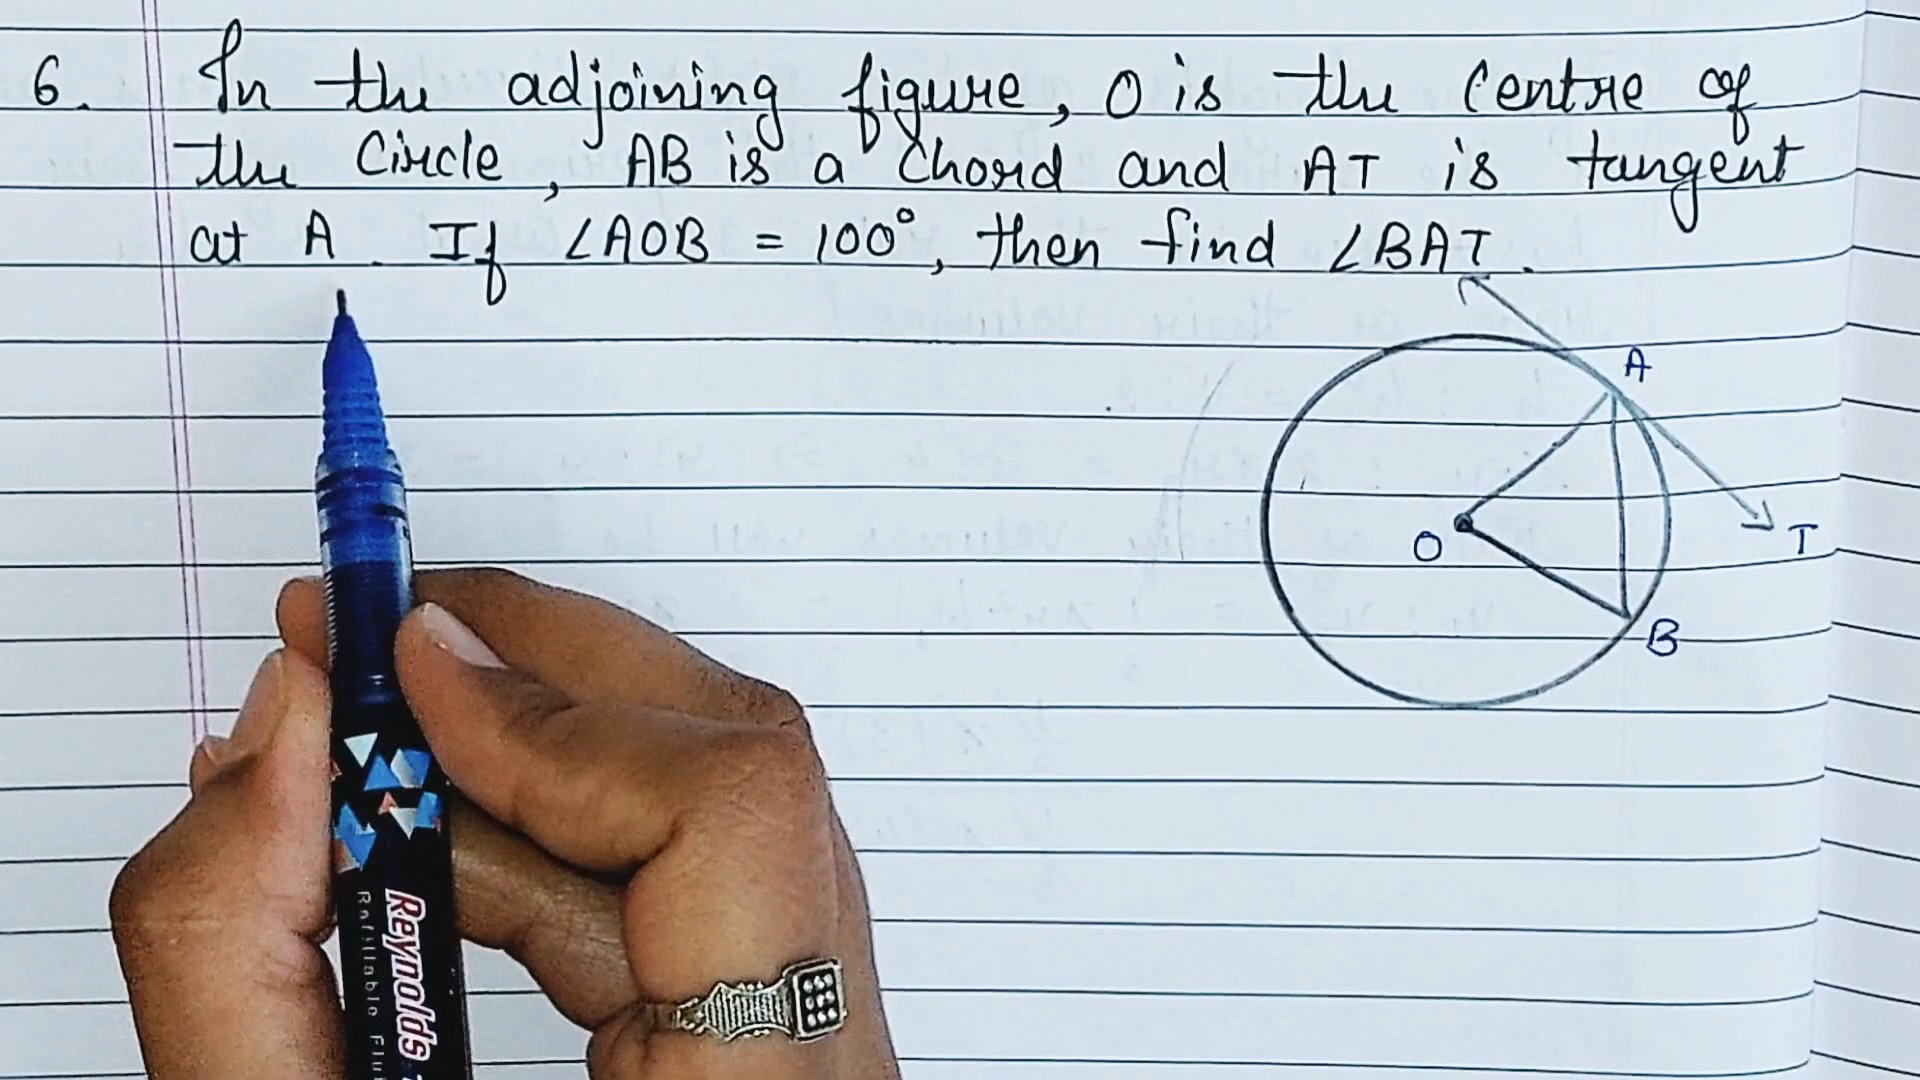 6. In the adjoining figure, O is the Centre of
the Circle, AB is a Chord and AT is tangent
at A. If ∠AOB = 100°, then find ∠BAT.
A
O
T
B
Reynolds